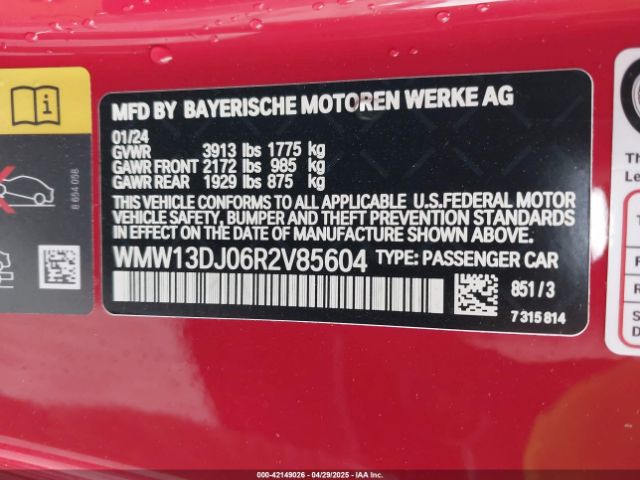 MFD BY BAYERISCHE MOTOREN WERKE AG
01/24
GVWR 3913 lbs 1775 kg
GAWR FRONT 2172 lbs 985 kg
GAWR REAR 1929 lbs 875 kg
THIS VEHICLE CONFORMS TO ALL APPLICABLE U.S.FEDERAL MOTOR
VEHICLE SAFETY, BUMPER AND THEFT PREVENTION STANDARDS
IN EFFECT ON THE DATE OF MANUFACTURE SHOWN ABOVE.
WMW13DJ06R2V85604 TYPE: PASSENGER CAR
851/3
7 315 814
8 654 058
Th
Le
T
F
R
S
D
000-42149026 - 04/29/2025 - IAA, Inc.